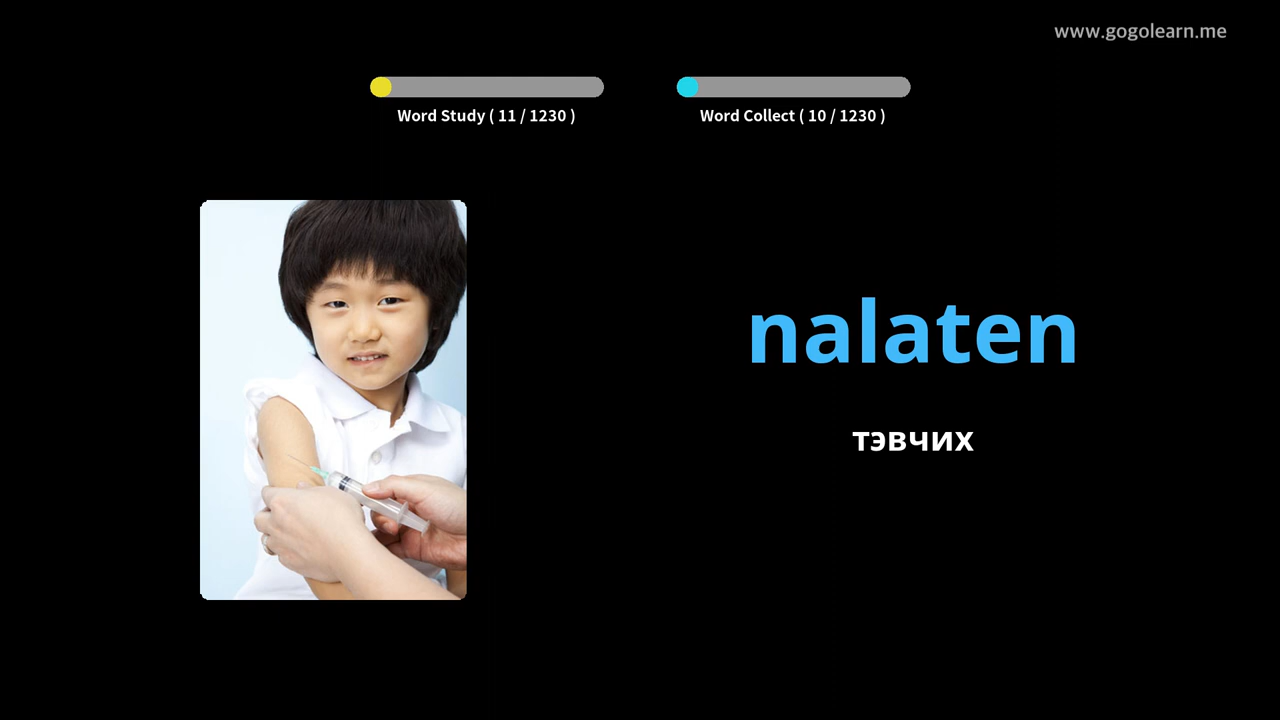 www.gogolearn.me
Word Study ( 11 / 1230 )
Word Collect ( 10 / 1230 )
nalaten
тэвчих